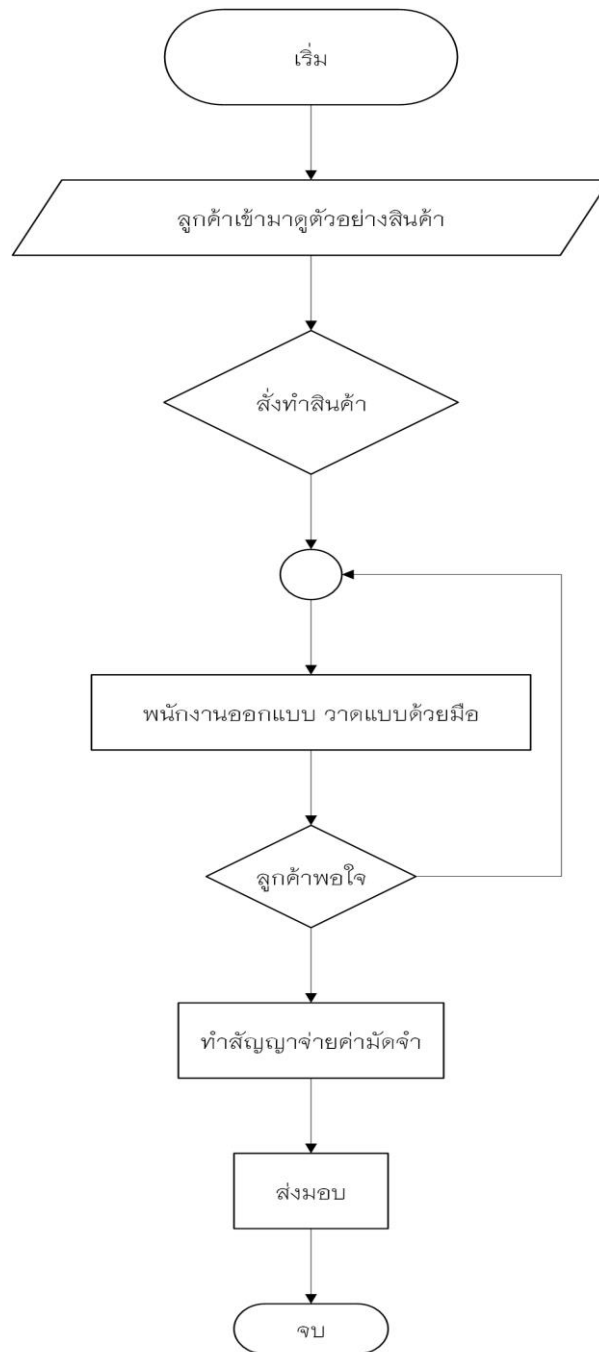 เริ่ม
ลูกค้าเข้ามาดูตัวอย่างสินค้า
สั่งทำสินค้า
พนักงานออกแบบ วาดแบบด้วยมือ
ลูกค้าพอใจ
ทำสัญญาจ่ายค่ามัดจำ
ส่งมอบ
จบ